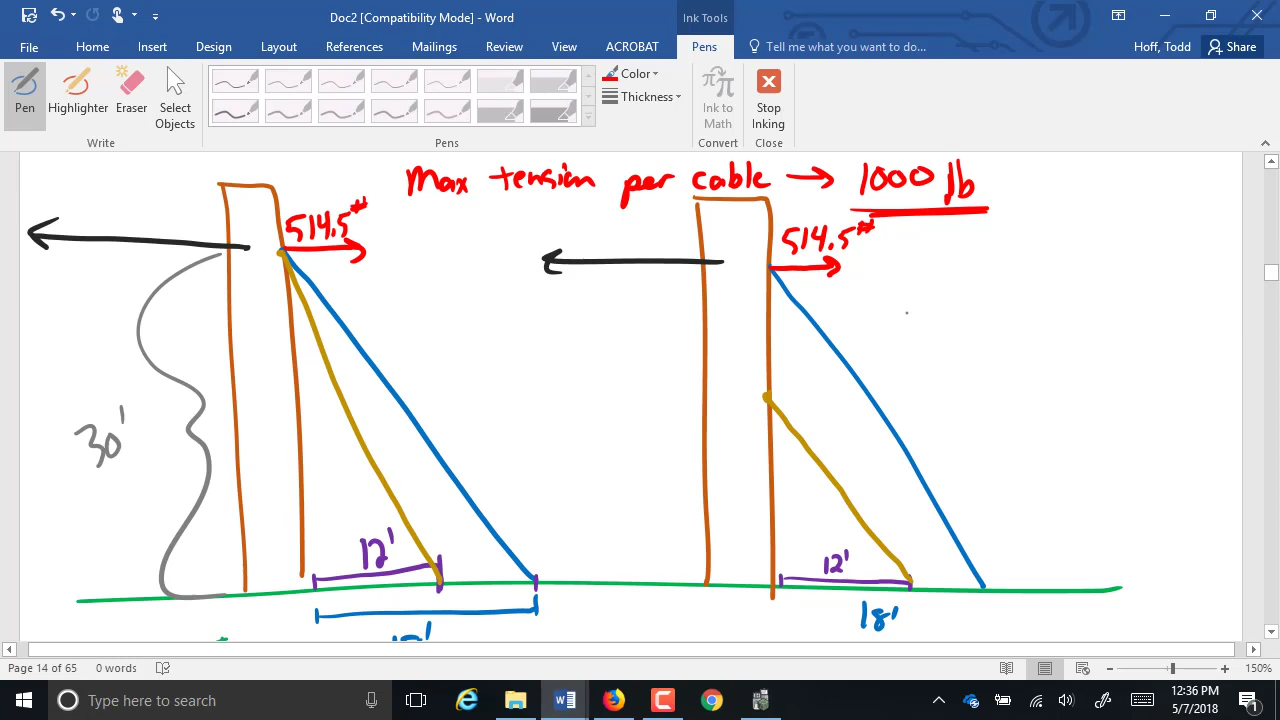 Doc2 [Compatibility Mode] - Word
Ink Tools
File Home Insert Design Layout References Mailings Review View ACROBAT Pens Tell me what you want to do... Hoff, Todd Share
Pen Highlighter Eraser Select Objects
Color
Thickness
Ink to Math
Stop Inking
Write Pens Convert Close
Max tension per cable → 1000 lb
514.5#
514.5#
30'
12'
12'
18'
Page 14 of 65 0 words 150%
Type here to search
12:36 PM
5/7/2018
1